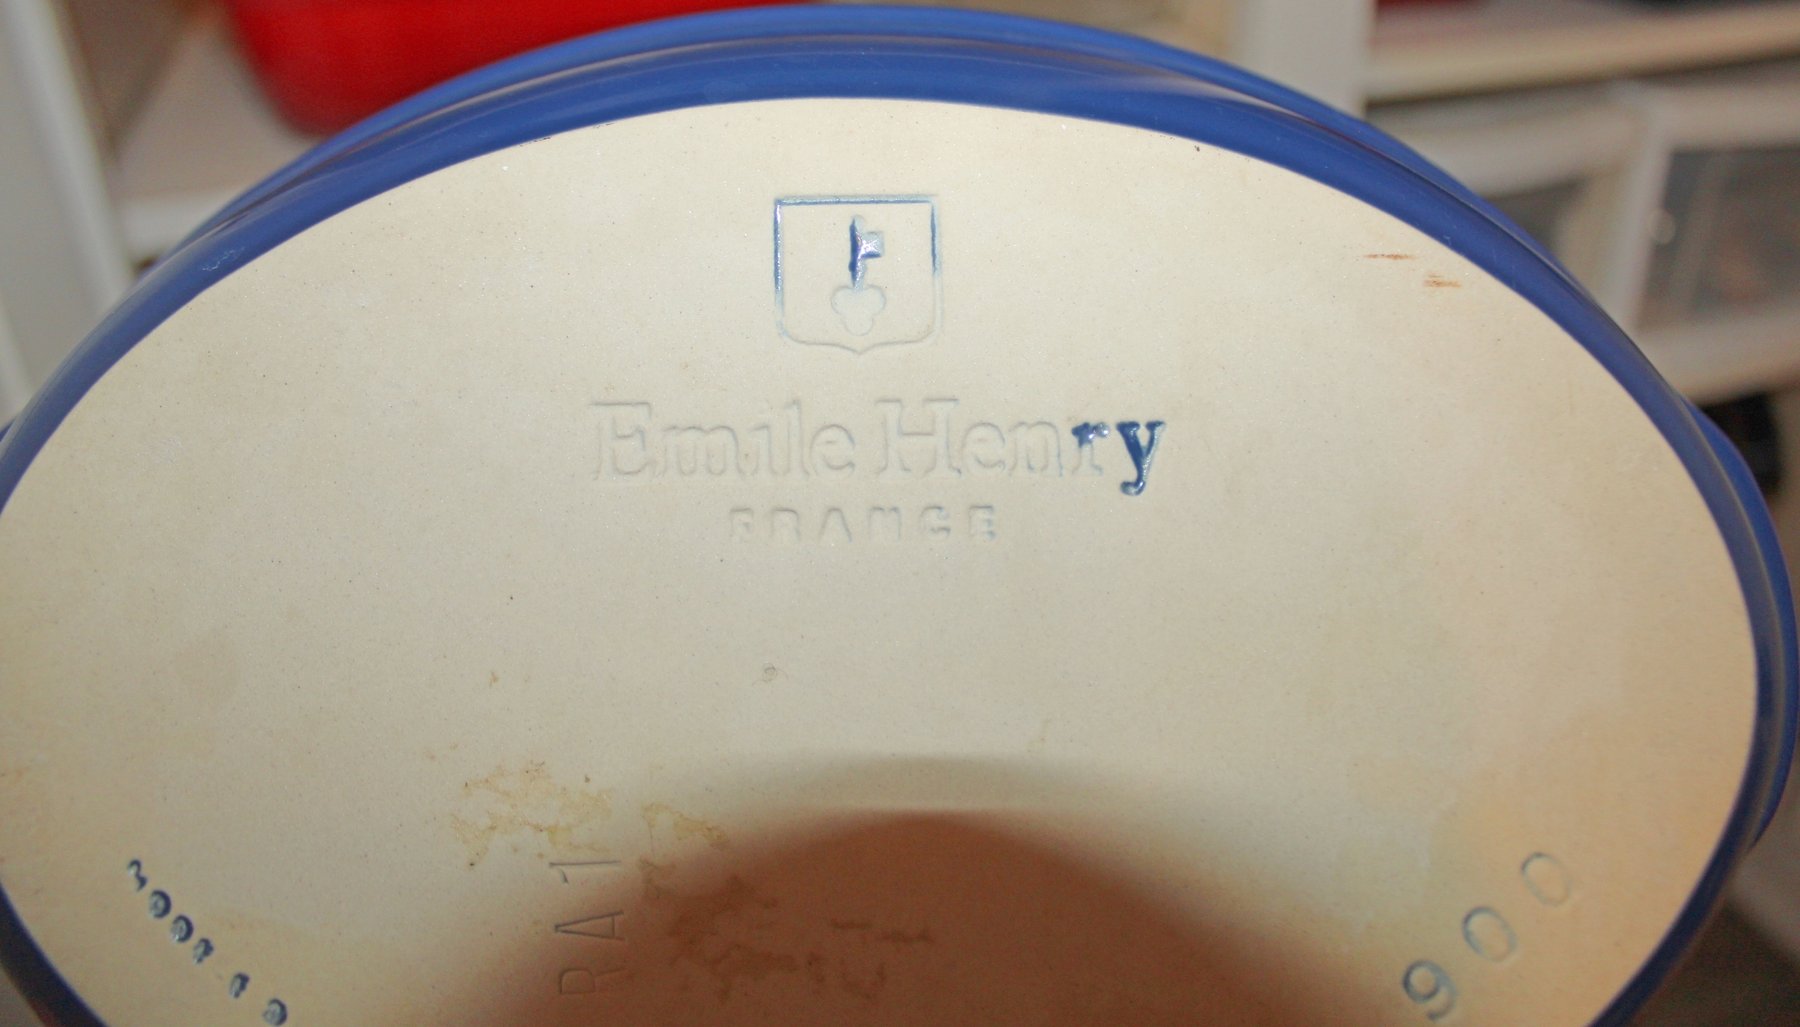 Emile Henry
FRANCE
RA1
900